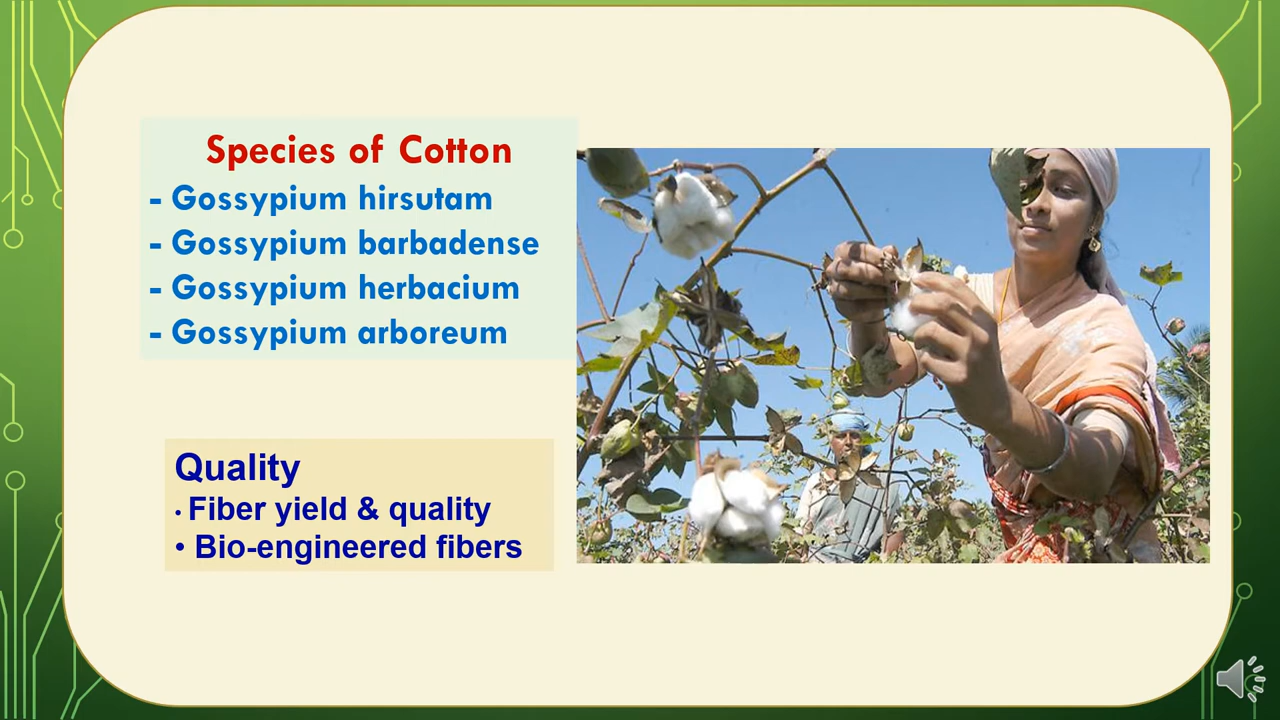 Species of Cotton
- Gossypium hirsutam
- Gossypium barbadense
- Gossypium herbacium
- Gossypium arboreum
Quality
• Fiber yield & quality
• Bio-engineered fibers